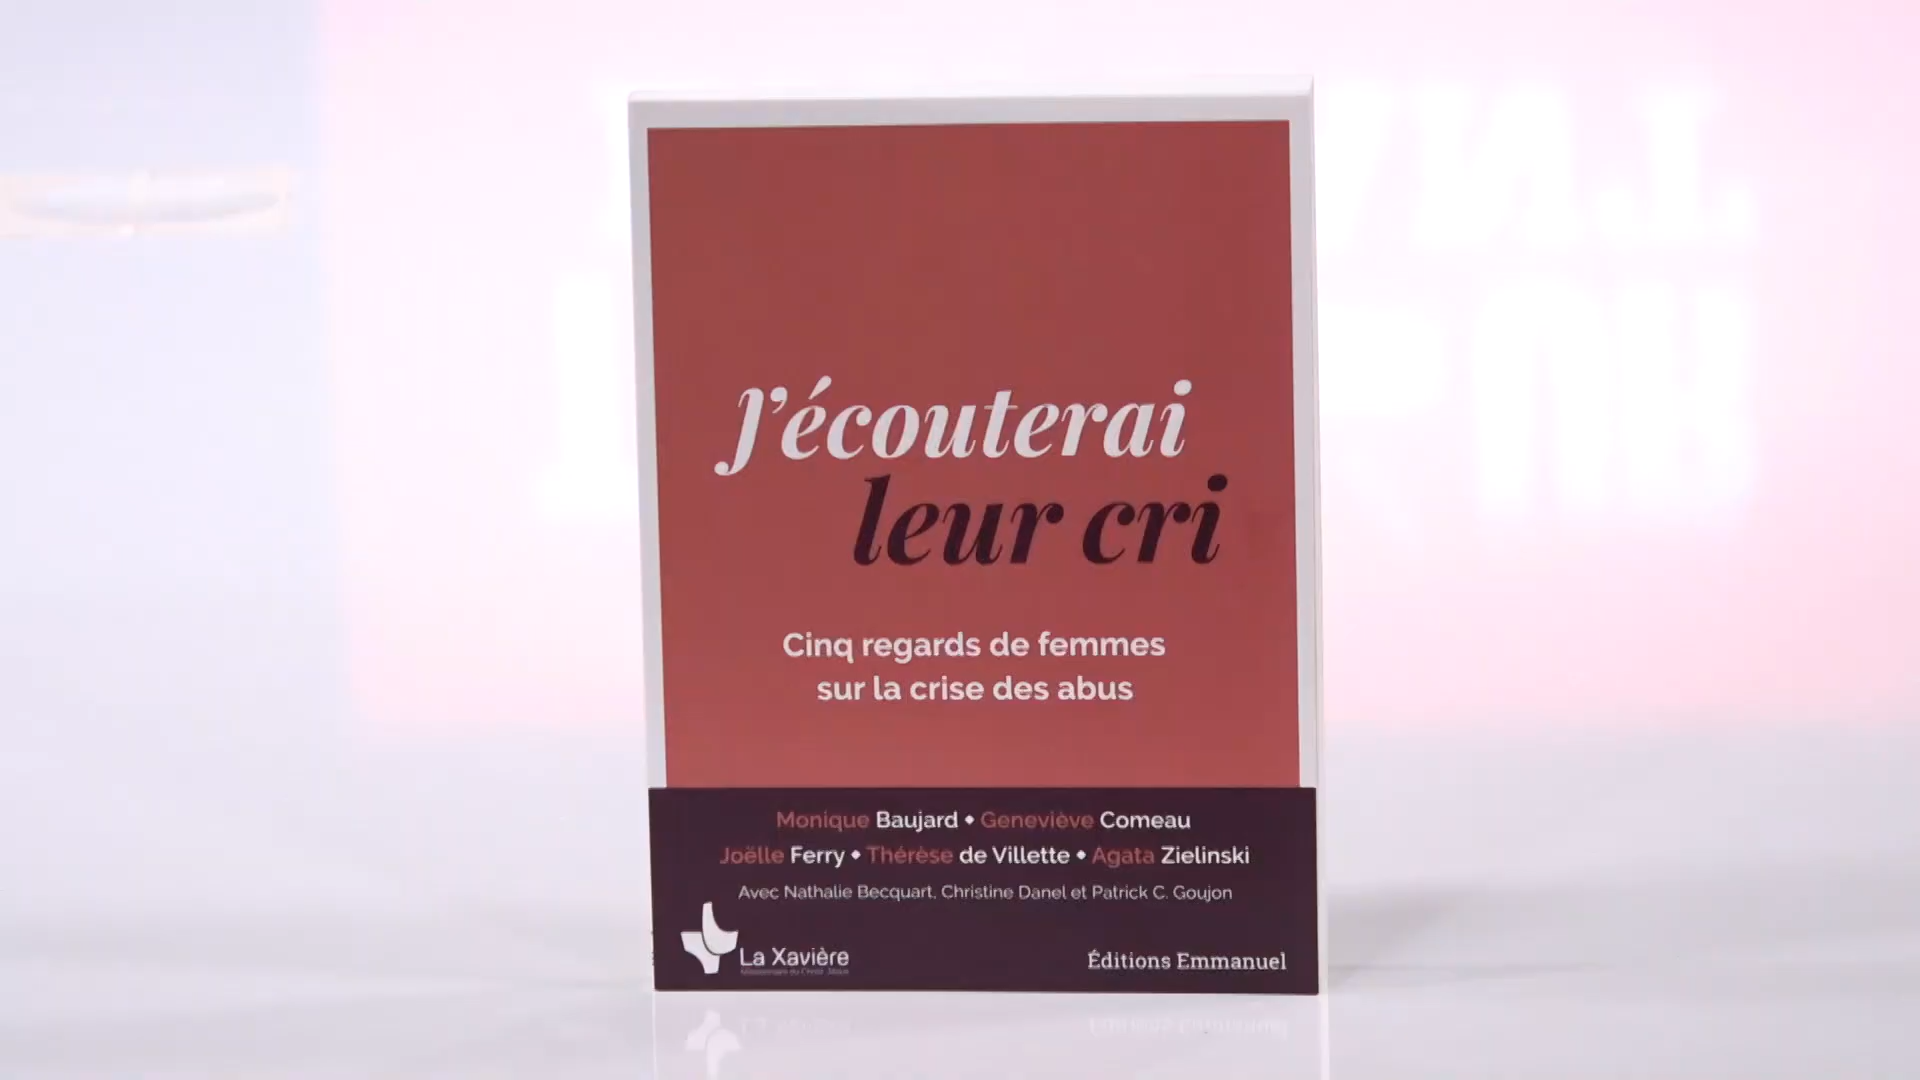 J'écouterai
leur cri
Cinq regards de femmes
sur la crise des abus
Monique Baujard • Geneviève Comeau
Joëlle Ferry • Thérèse de Villette • Agata Zielinski
Avec Nathalie Becquart, Christine Danel et Patrick C. Goujon
La Xavière
Éditions Emmanuel